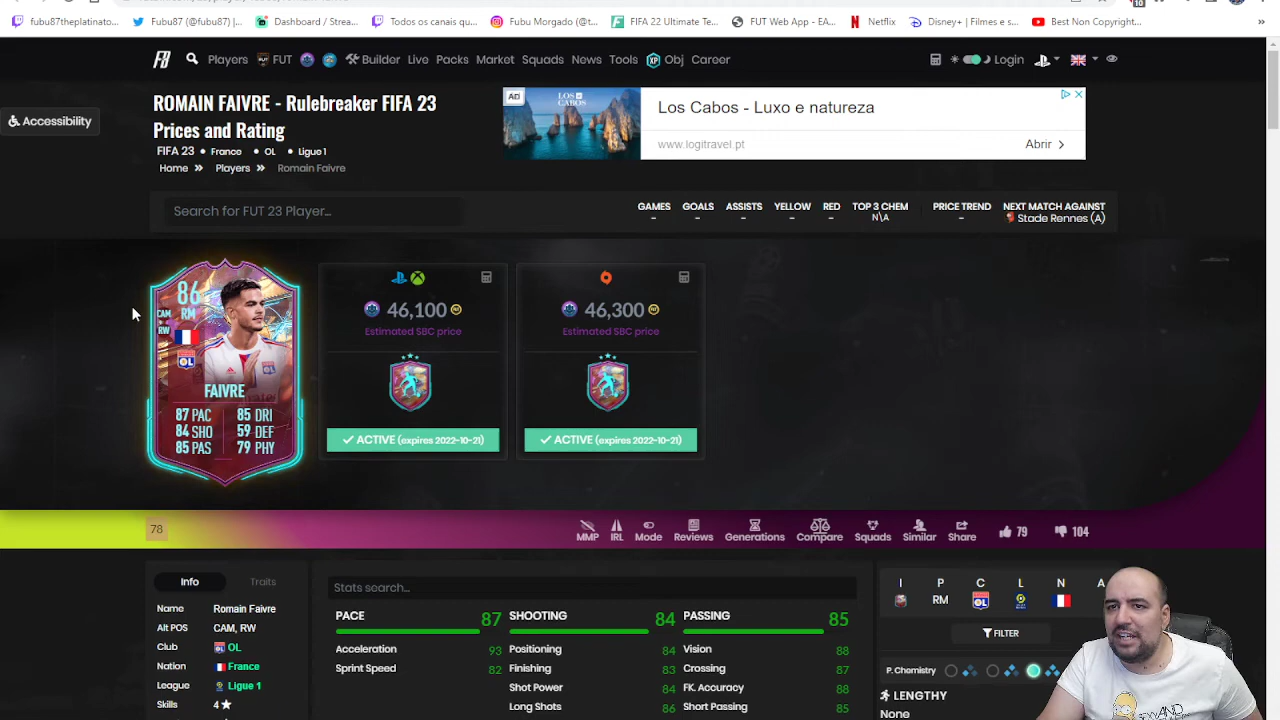 10
Fubu87theplatinato...
Fubu87 (@fubu87)
Dashboard / Strea...
Todos os canais qu...
Fubu Morgado (@t...
FIFA 22 Ultimate Te...
FUT Web App - EA...
Netflix
Disney+ | Filmes e s...
Best Non Copyright...
»
F8 Players FUT Builder Live Packs Market Squads News Tools XP Obj Career Login
Accessibility
ROMAIN FAIVRE - Rulebreaker FIFA 23
Prices and Rating
FIFA 23 • France • OL • Ligue 1
Home » Players » Romain Faivre
Ad
LOS CABOS
Los Cabos - Luxo e natureza
www.logitravel.pt
Abrir
Search for FUT 23 Player...
GAMES GOALS ASSISTS YELLOW RED TOP 3 CHEM PRICE TREND NEXT MATCH AGAINST
- - - - - N\A - Stade Rennes (A)
86
RM
CAM
RW
FAIVRE
87 PAC 85 DRI
84 SHO 59 DEF
85 PAS 79 PHY
46,100
Estimated SBC price
ACTIVE (expires 2022-10-21)
46,300
Estimated SBC price
ACTIVE (expires 2022-10-21)
78
MMP IRL Mode Reviews Generations Compare Squads Similar Share 79 104
Info Traits
Name Romain Faivre
Alt POS CAM, RW
Club OL
Nation France
League Ligue 1
Skills 4★
Stats search...
PACE 87
Acceleration 93
Sprint Speed 82
SHOOTING 84
Positioning 84
Finishing 83
Shot Power 84
Long Shots 86
PASSING 85
Vision 88
Crossing 87
FK. Accuracy 88
Short Passing 85
I P C L N A
RM
FILTER
P. Chemistry
LENGTHY
None